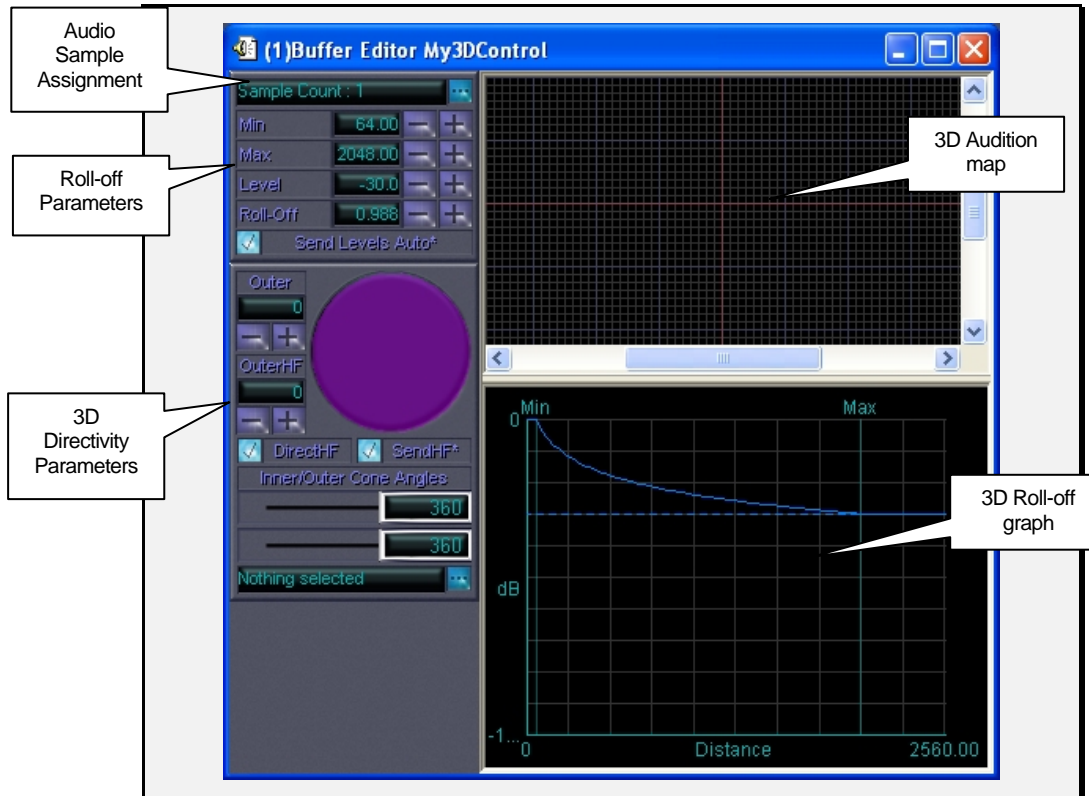 Audio
Sample
Assignment
(1)Buffer Editor My3DControl
Sample Count : 1
Min 64.00
Max 2048.00
Level -30.0
Roll-Off 0.988
Send Levels Auto*
Roll-off
Parameters
3D Audition
map
Outer
0
OuterHF
0
DirectHF SendHF*
Inner/Outer Cone Angles
360
360
Nothing selected
3D
Directivity
Parameters
Min Max
0
dB
-1...
0 Distance 2560.00
3D Roll-off
graph